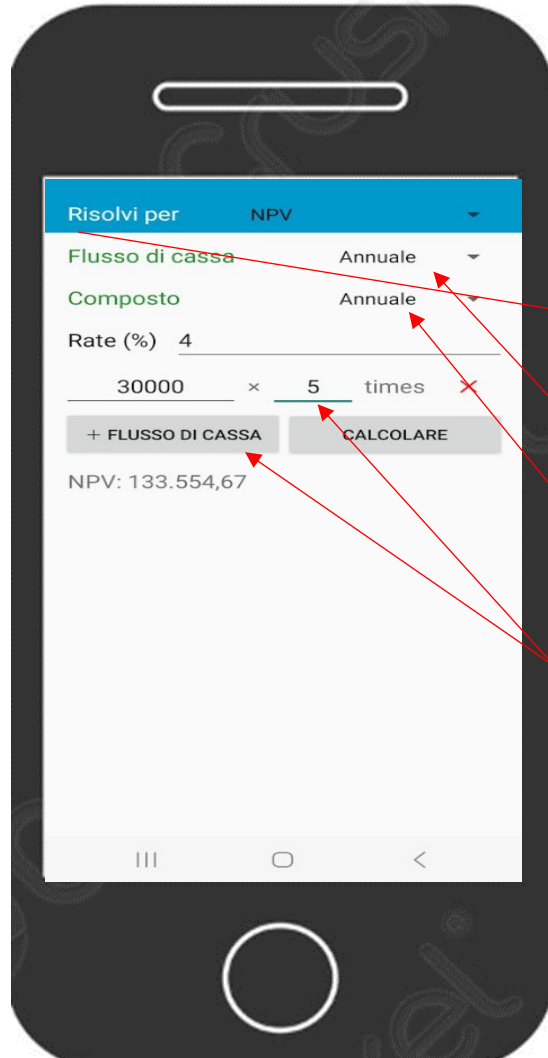 Risolvi per NPV
Flusso di cassa Annuale
Composto Annuale
Rate (%) 4
30000 × 5 times ×
+ FLUSSO DI CASSA CALCOLARE
NPV: 133.554,67